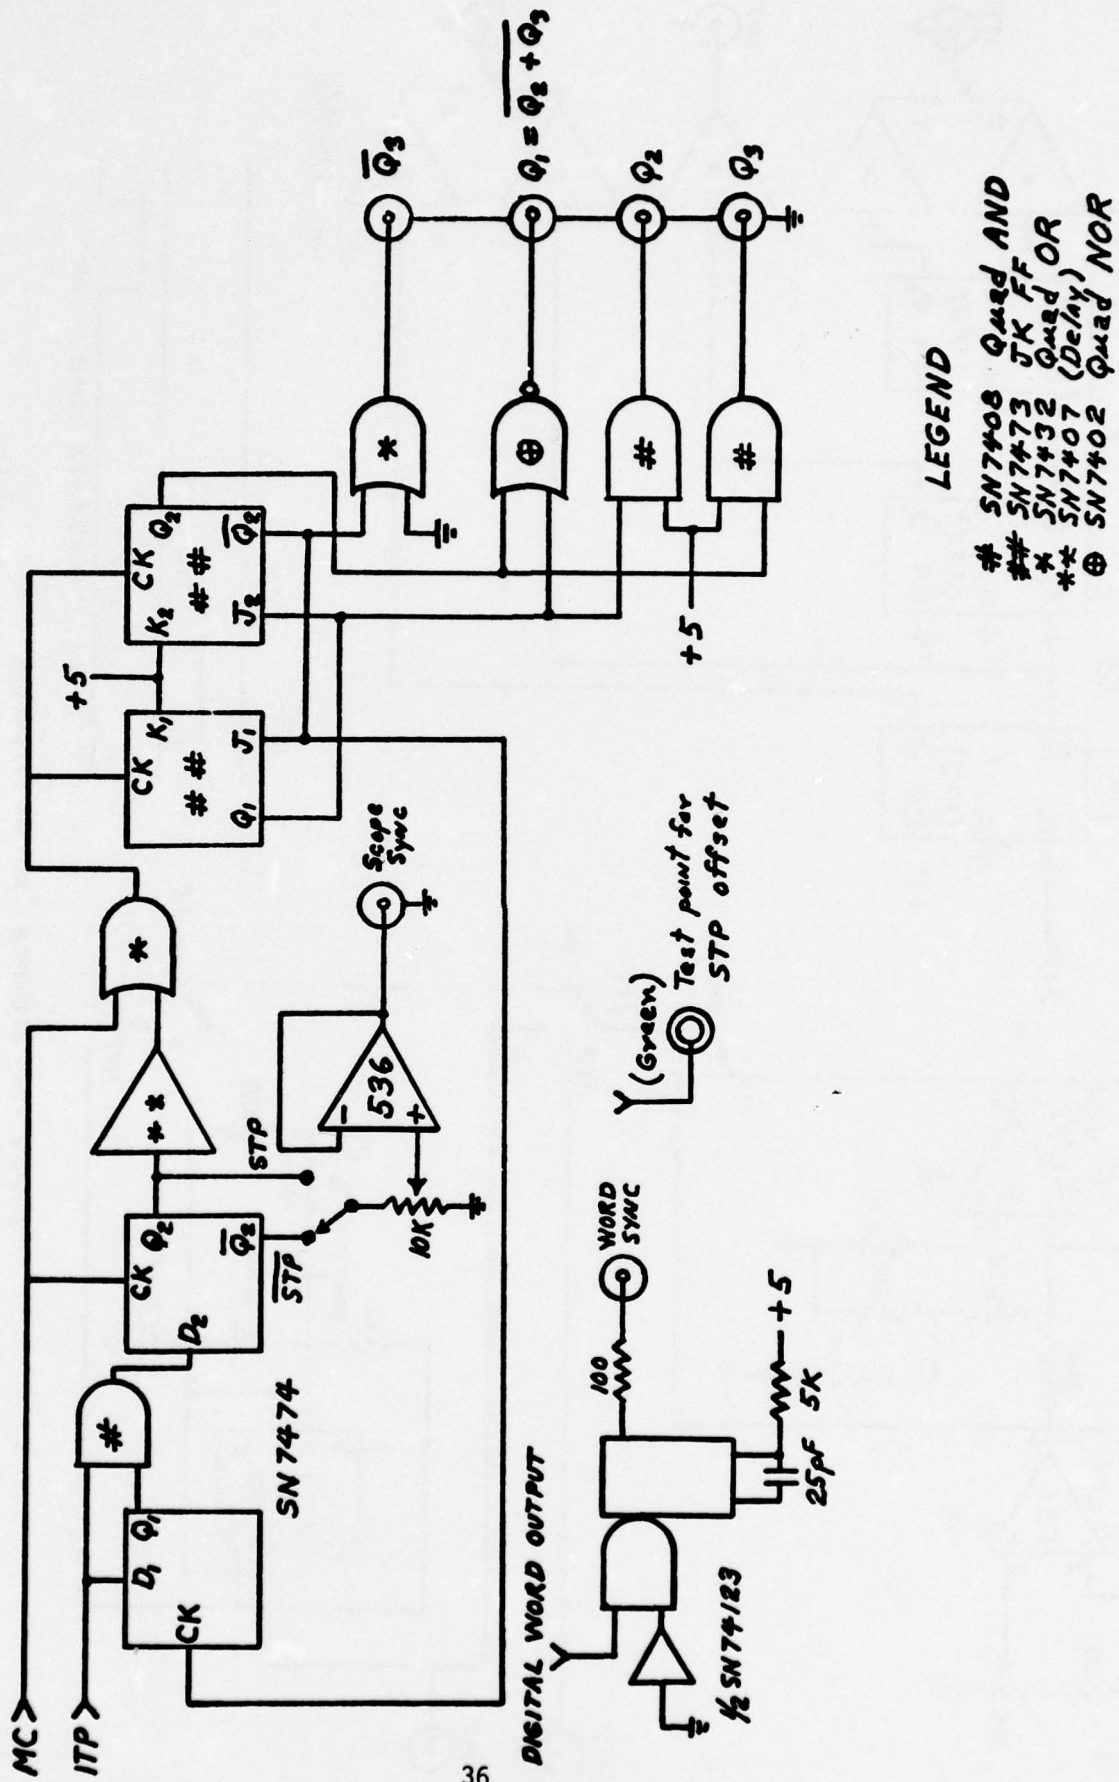 MC
ITP
D1
Q1
CK
SN7474
#
CK
Q2
D2
Q̅2
S̅T̅P̅
STP
**
*
10K
-
+
536
Scope
Sync
+5
CK
K1
##
Q1
J1
CK
K2
Q2
##
J2
Q̅2
*
⊕
#
#
+5
Q̅3
Q1 = Q̅2̅ ̅+̅ ̅Q̅3̅
Q2
Q3
DIGITAL WORD OUTPUT
½ SN74123
100
WORD
SYNC
25pF
5K
+5
(Green)
Test point for
STP offset
LEGEND
# SN7408 Quad AND
## SN7473 JK FF
* SN7432 Quad OR
** SN7407 (Delay)
⊕ SN7402 Quad NOR
36